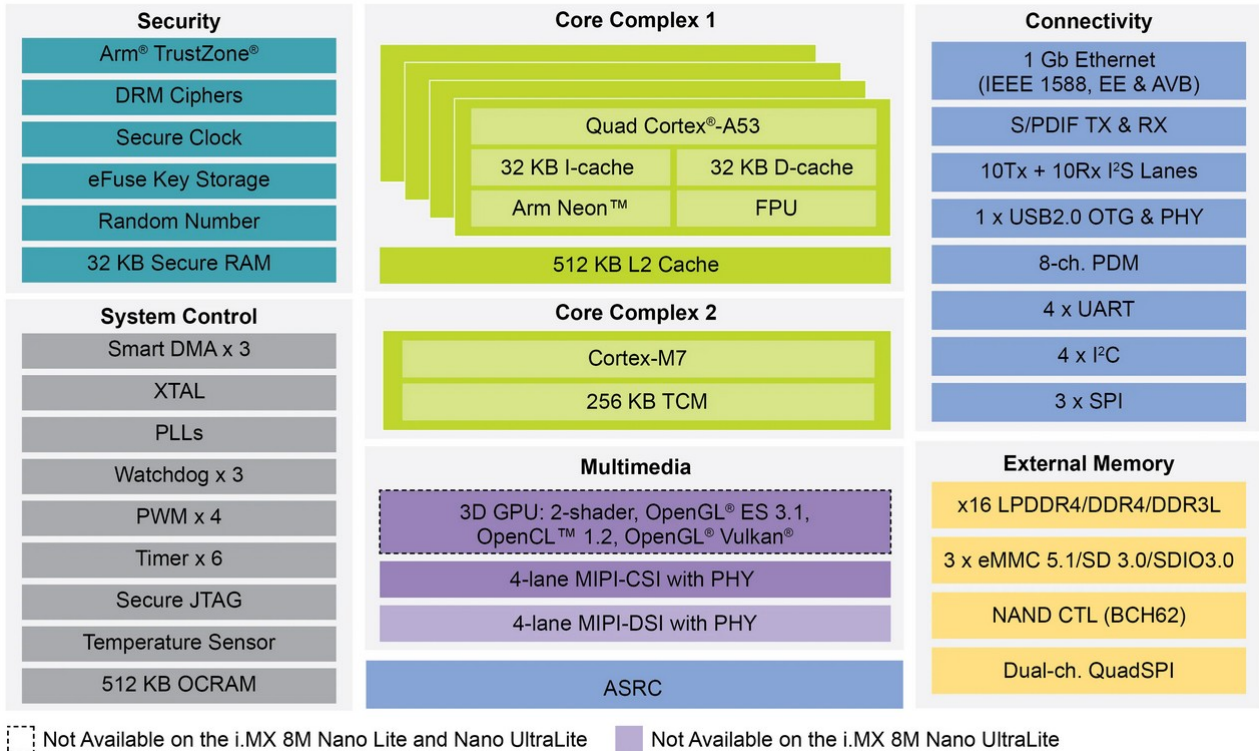 Security
Arm® TrustZone®
DRM Ciphers
Secure Clock
eFuse Key Storage
Random Number
32 KB Secure RAM
System Control
Smart DMA x 3
XTAL
PLLs
Watchdog x 3
PWM x 4
Timer x 6
Secure JTAG
Temperature Sensor
512 KB OCRAM
Core Complex 1
Quad Cortex®-A53
32 KB I-cache
32 KB D-cache
Arm Neon™
FPU
512 KB L2 Cache
Core Complex 2
Cortex-M7
256 KB TCM
Multimedia
3D GPU: 2-shader, OpenGL® ES 3.1,
OpenCL™ 1.2, OpenGL® Vulkan®
4-lane MIPI-CSI with PHY
4-lane MIPI-DSI with PHY
ASRC
Connectivity
1 Gb Ethernet
(IEEE 1588, EE & AVB)
S/PDIF TX & RX
10Tx + 10Rx I²S Lanes
1 x USB2.0 OTG & PHY
8-ch. PDM
4 x UART
4 x I²C
3 x SPI
External Memory
x16 LPDDR4/DDR4/DDR3L
3 x eMMC 5.1/SD 3.0/SDIO3.0
NAND CTL (BCH62)
Dual-ch. QuadSPI
Not Available on the i.MX 8M Nano Lite and Nano UltraLite
Not Available on the i.MX 8M Nano UltraLite